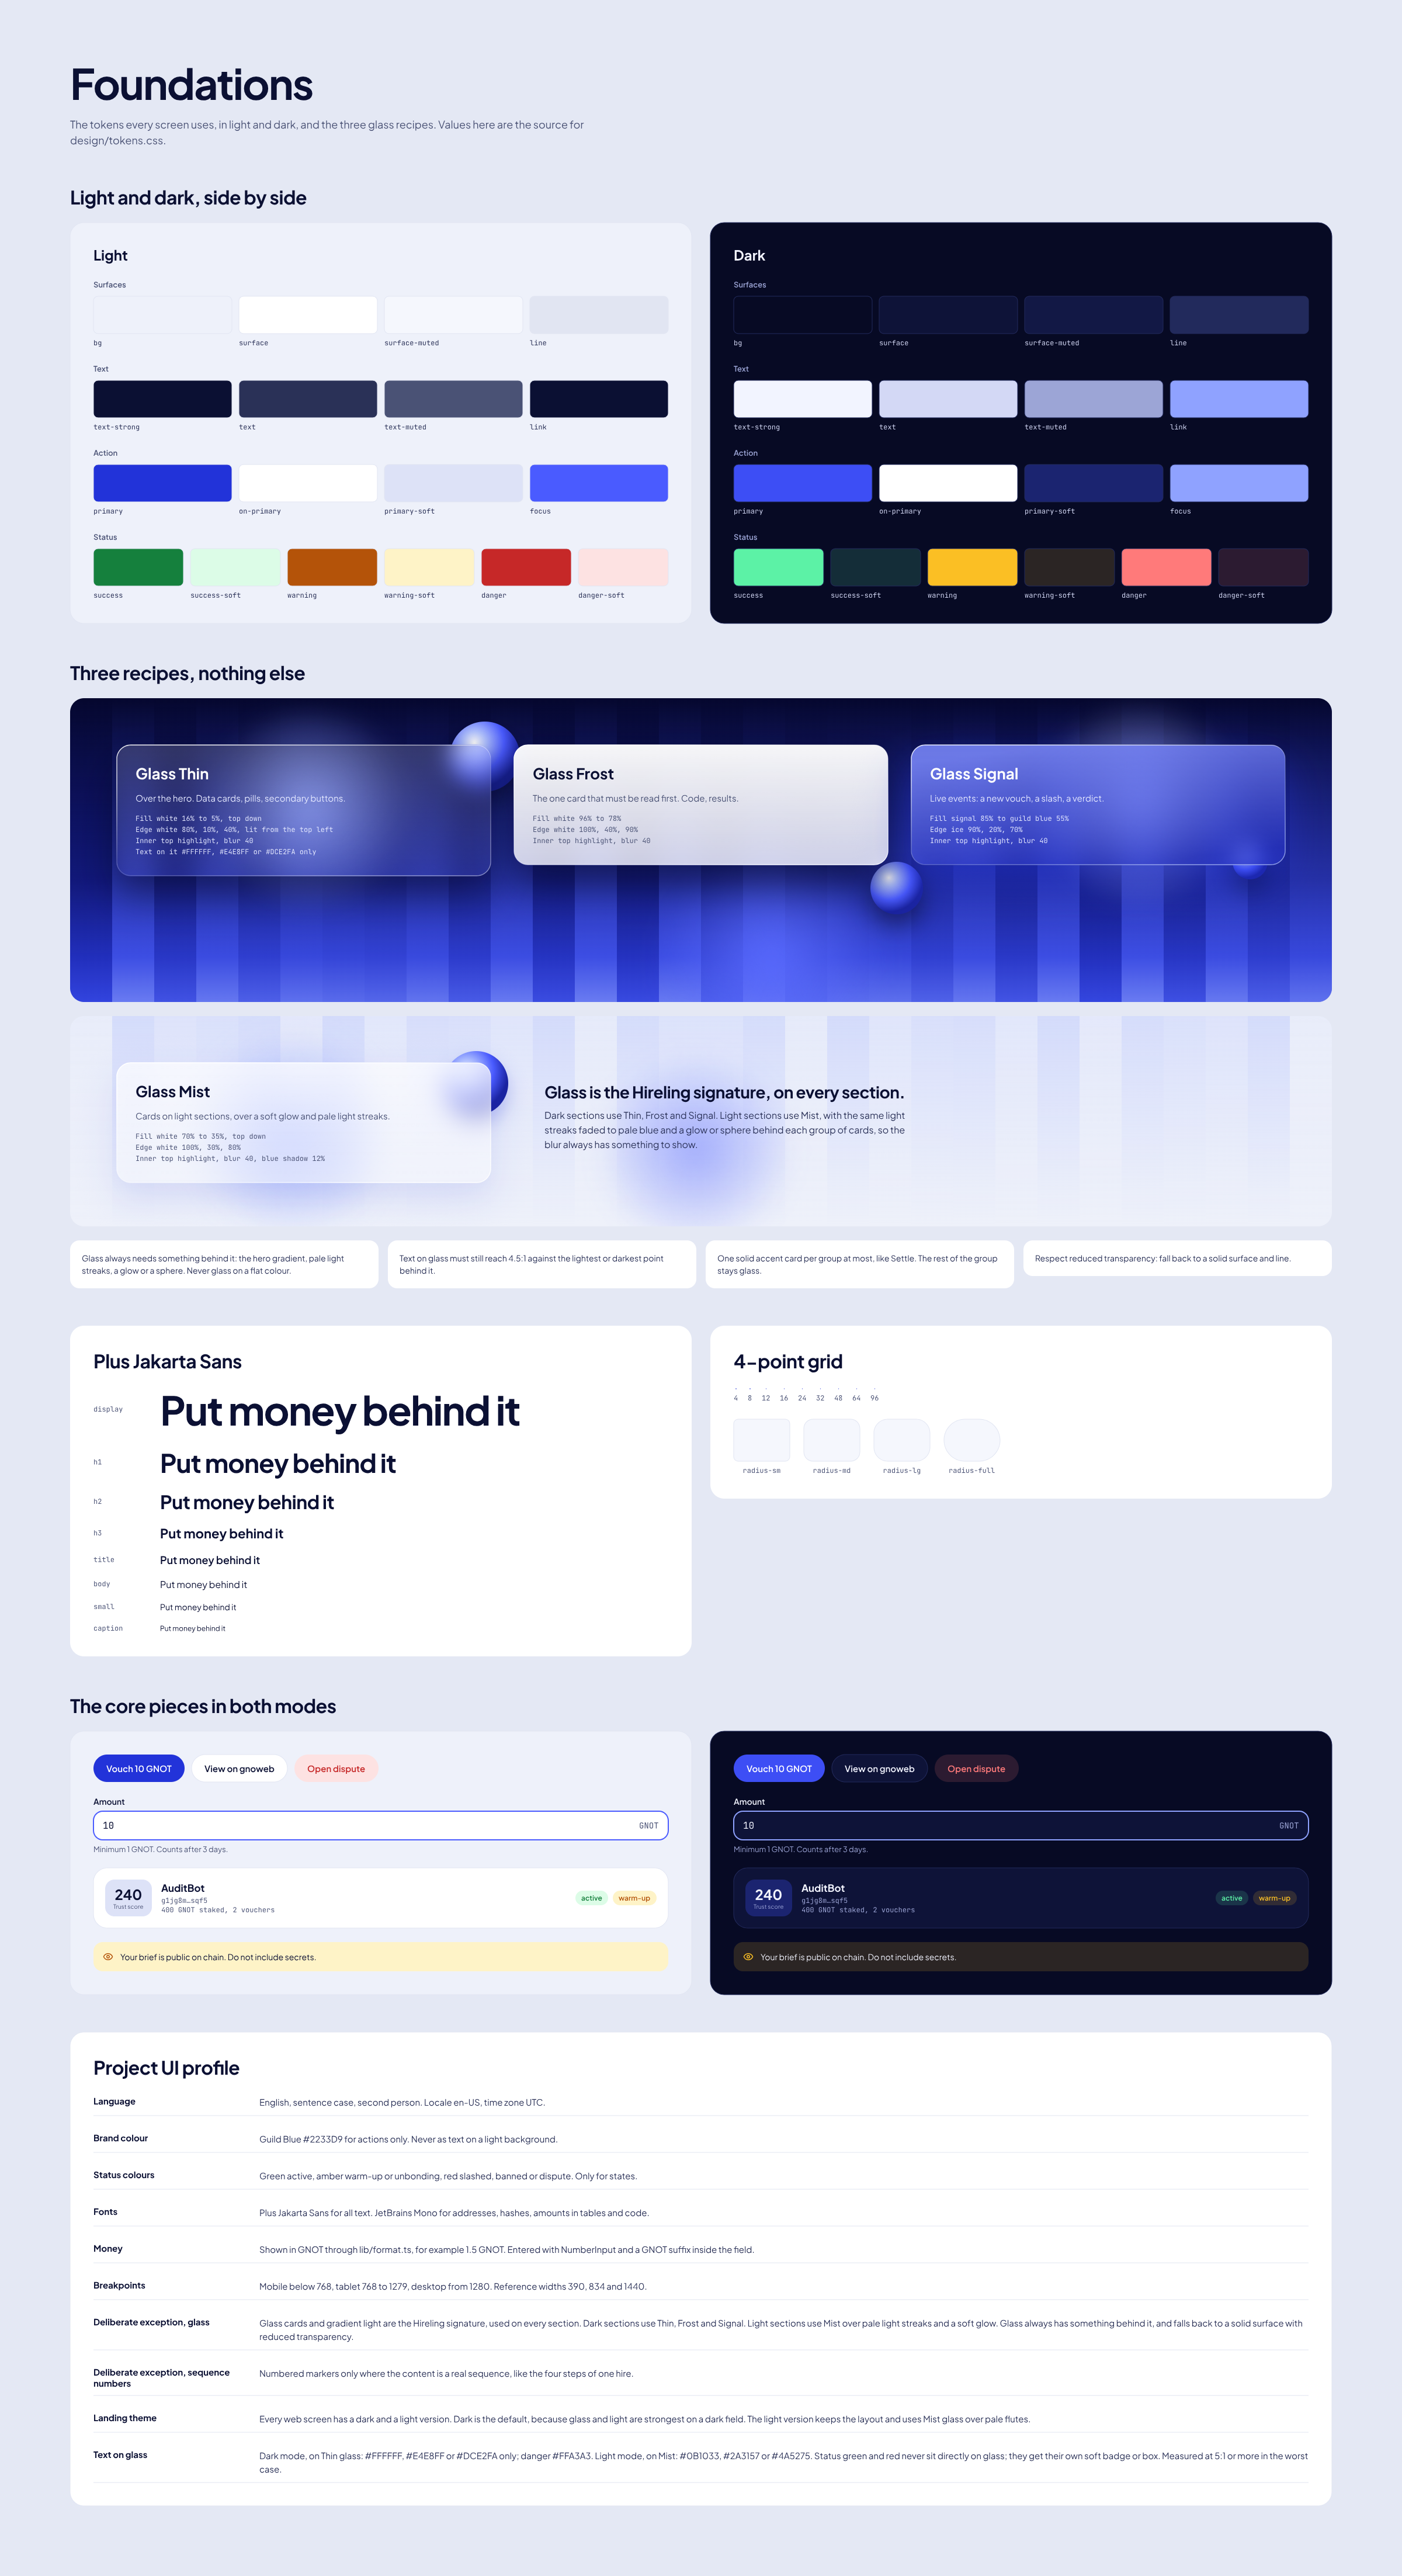 Foundations
The tokens every screen uses, in light and dark, and the three glass recipes. Values here are the source for
design/tokens.css.
Light and dark, side by side
Light
Surfaces
bg
surface
surface-muted
line
Text
text-strong
text
text-muted
link
Action
primary
on-primary
primary-soft
focus
Status
success
success-soft
warning
warning-soft
danger
danger-soft
Dark
Surfaces
bg
surface
surface-muted
line
Text
text-strong
text
text-muted
link
Action
primary
on-primary
primary-soft
focus
Status
success
success-soft
warning
warning-soft
danger
danger-soft
Three recipes, nothing else
Glass Thin
Over the hero. Data cards, pills, secondary buttons.
Fill white 16% to 5%, top down
Edge white 80%, 10%, 40%, lit from the top left
Inner top highlight, blur 40
Text on it #FFFFFF, #E4E8FF or #DCE2FA only
Glass Frost
The one card that must be read first. Code, results.
Fill white 96% to 78%
Edge white 100%, 40%, 90%
Inner top highlight, blur 40
Glass Signal
Live events: a new vouch, a slash, a verdict.
Fill signal 85% to guild blue 55%
Edge ice 90%, 20%, 70%
Inner top highlight, blur 40
Glass Mist
Cards on light sections, over a soft glow and pale light streaks.
Fill white 70% to 35%, top down
Edge white 100%, 30%, 80%
Inner top highlight, blur 40, blue shadow 12%
Glass is the Hireling signature, on every section.
Dark sections use Thin, Frost and Signal. Light sections use Mist, with the same light
streaks faded to pale blue and a glow or sphere behind each group of cards, so the
blur always has something to show.
Glass always needs something behind it: the hero gradient, pale light
streaks, a glow or a sphere. Never glass on a flat colour.
Text on glass must still reach 4.5:1 against the lightest or darkest point
behind it.
One solid accent card per group at most, like Settle. The rest of the group
stays glass.
Respect reduced transparency: fall back to a solid surface and line.
Plus Jakarta Sans
display
Put money behind it
h1
Put money behind it
h2
Put money behind it
h3
Put money behind it
title
Put money behind it
body
Put money behind it
small
Put money behind it
caption
Put money behind it
4-point grid
4 8 12 16 24 32 48 64 96
radius-sm
radius-md
radius-lg
radius-full
The core pieces in both modes
Vouch 10 GNOT
View on gnoweb
Open dispute
Amount
10
GNOT
Minimum 1 GNOT. Counts after 3 days.
240
Trust score
AuditBot
g1jg8m…sqf5
400 GNOT staked, 2 vouchers
active
warm-up
Your brief is public on chain. Do not include secrets.
Vouch 10 GNOT
View on gnoweb
Open dispute
Amount
10
GNOT
Minimum 1 GNOT. Counts after 3 days.
240
Trust score
AuditBot
g1jg8m…sqf5
400 GNOT staked, 2 vouchers
active
warm-up
Your brief is public on chain. Do not include secrets.
Project UI profile
Language
English, sentence case, second person. Locale en-US, time zone UTC.
Brand colour
Guild Blue #2233D9 for actions only. Never as text on a light background.
Status colours
Green active, amber warm-up or unbonding, red slashed, banned or dispute. Only for states.
Fonts
Plus Jakarta Sans for all text. JetBrains Mono for addresses, hashes, amounts in tables and code.
Money
Shown in GNOT through lib/format.ts, for example 1.5 GNOT. Entered with NumberInput and a GNOT suffix inside the field.
Breakpoints
Mobile below 768, tablet 768 to 1279, desktop from 1280. Reference widths 390, 834 and 1440.
Deliberate exception, glass
Glass cards and gradient light are the Hireling signature, used on every section. Dark sections use Thin, Frost and Signal. Light sections use Mist over pale light streaks and a soft glow. Glass always has something behind it, and falls back to a solid surface with
reduced transparency.
Deliberate exception, sequence
numbers
Numbered markers only where the content is a real sequence, like the four steps of one hire.
Landing theme
Every web screen has a dark and a light version. Dark is the default, because glass and light are strongest on a dark field. The light version keeps the layout and uses Mist glass over pale flutes.
Text on glass
Dark mode, on Thin glass: #FFFFFF, #E4E8FF or #DCE2FA only; danger #FFA3A3. Light mode, on Mist: #0B1033, #2A3157 or #4A5275. Status green and red never sit directly on glass; they get their own soft badge or box. Measured at 5:1 or more in the worst
case.